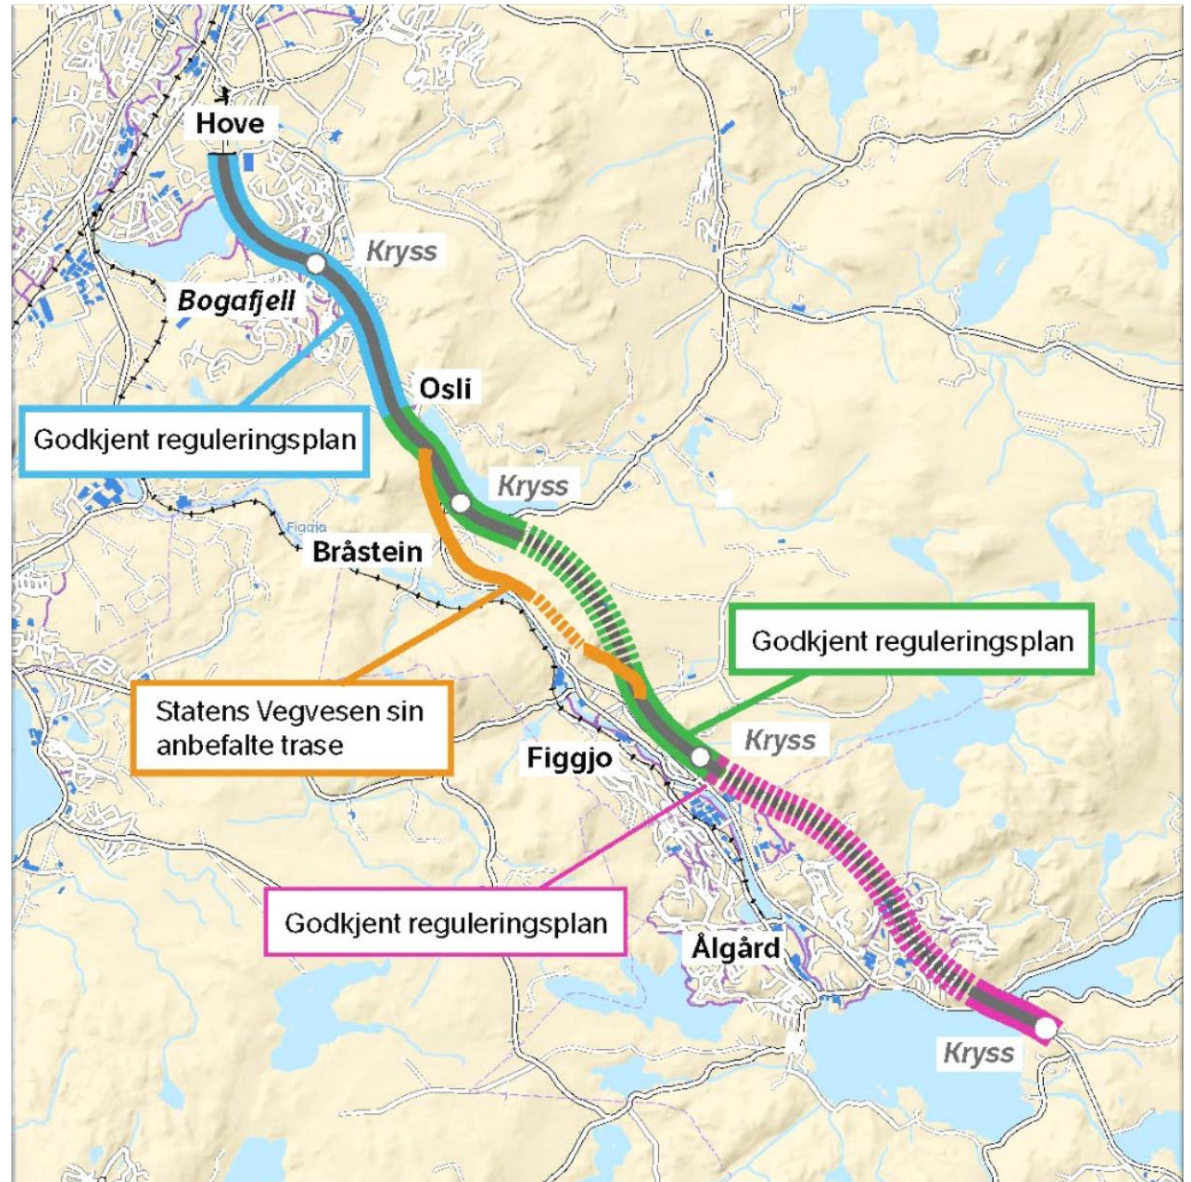 Hove
Kryss
Bogafjell
Osli
Godkjent reguleringsplan
Kryss
Figgjo
Bråstein
Godkjent reguleringsplan
Statens Vegvesen sin
anbefalte trase
Kryss
Figgjo
Godkjent reguleringsplan
Ålgård
Kryss